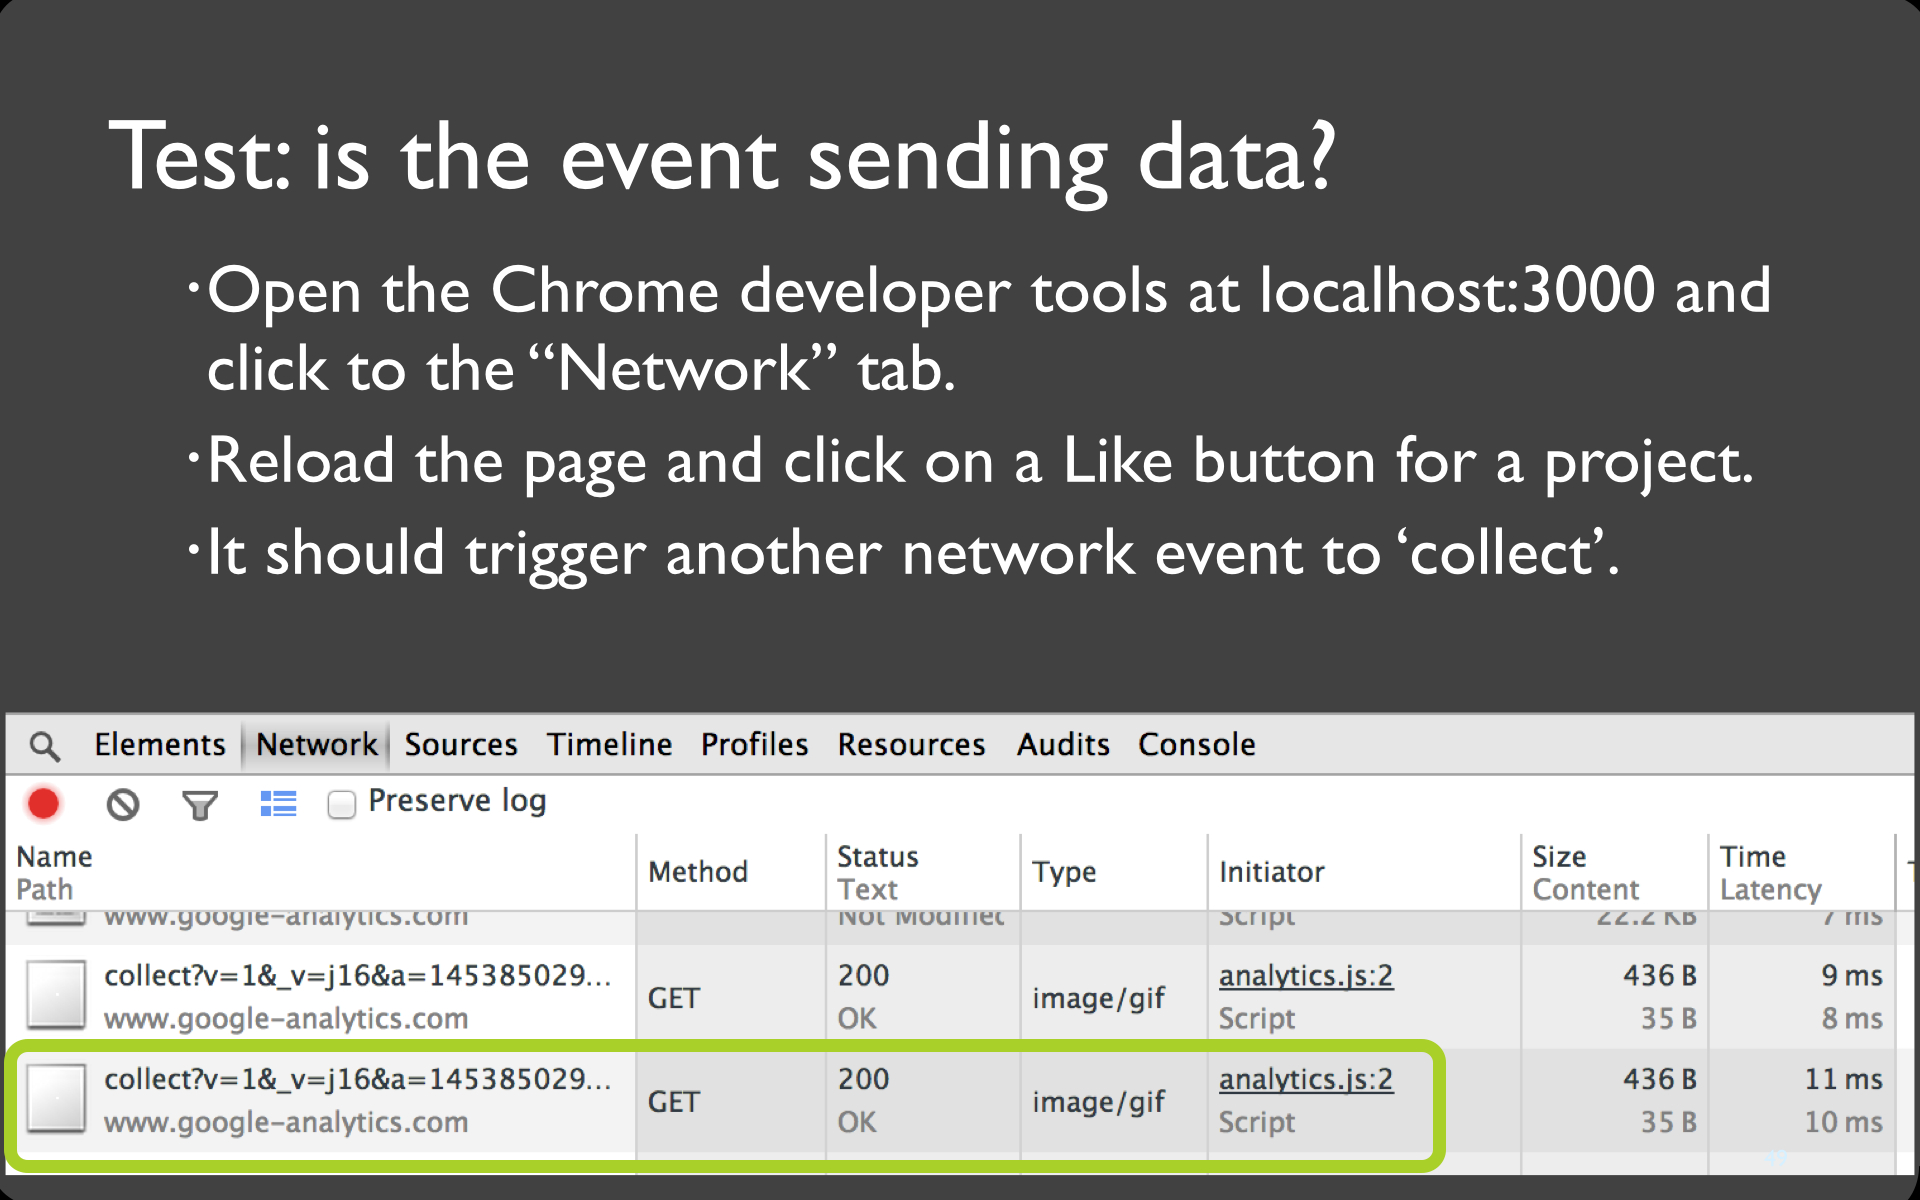 Test: is the event sending data?
•Open the Chrome developer tools at localhost:3000 and
click to the “Network” tab.
•Reload the page and click on a Like button for a project.
•It should trigger another network event to ‘collect’.
Elements Network Sources Timeline Profiles Resources Audits Console
Preserve log
Name Method Status Type Initiator Size Time
Path Text Content Latency
www.google-analytics.com Not Modified Script 22.2 KB 7 ms
collect?v=1&_v=j16&a=145385029... GET 200 image/gif analytics.js:2 436 B 9 ms
www.google-analytics.com OK Script 35 B 8 ms
collect?v=1&_v=j16&a=145385029... GET 200 image/gif analytics.js:2 436 B 11 ms
www.google-analytics.com OK Script 35 B 10 ms